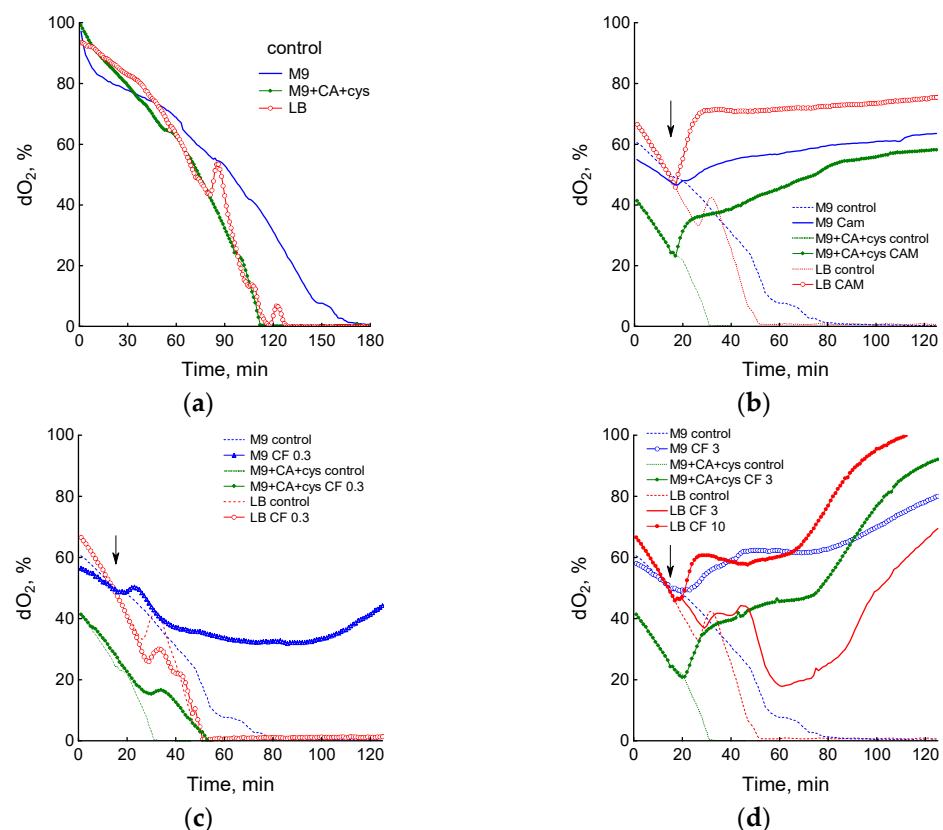 100
80
60
40
20
0
dO2, %
control
M9
M9+CA+cys
LB
0 30 60 90 120 150 180
Time, min
(a)
100
80
60
40
20
0
dO2, %
M9 control
M9 Cam
M9+CA+cys control
M9+CA+cys CAM
LB control
LB CAM
0 20 40 60 80 100 120
Time, min
(b)
100
80
60
40
20
0
dO2, %
M9 control
M9 CF 0.3
M9+CA+cys control
M9+CA+cys CF 0.3
LB control
LB CF 0.3
0 20 40 60 80 100 120
Time, min
(c)
100
80
60
40
20
0
dO2, %
M9 control
M9 CF 3
M9+CA+cys control
M9+CA+cys CF 3
LB control
LB CF 3
LB CF 10
0 20 40 60 80 100 120
Time, min
(d)